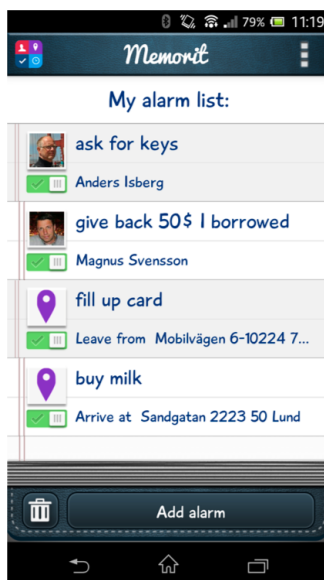 79% 11:19
Memorit
My alarm list:
ask for keys
Anders Isberg
give back 50$ I borrowed
Magnus Svensson
fill up card
Leave from Mobilvägen 6-10224 7...
buy milk
Arrive at Sandgatan 2223 50 Lund
Add alarm